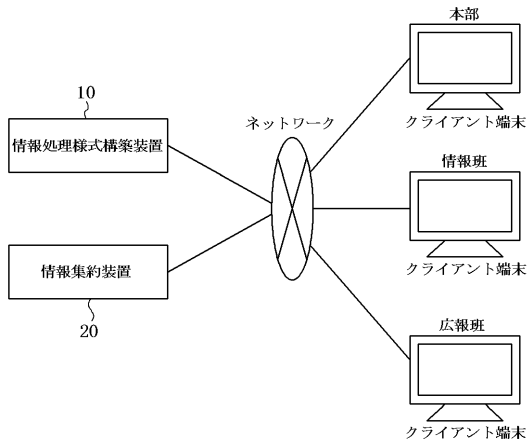 本部
クライアント端末
10
情報処理様式構築装置
ネットワーク
情報班
クライアント端末
情報集約装置
20
広報班
クライアント端末